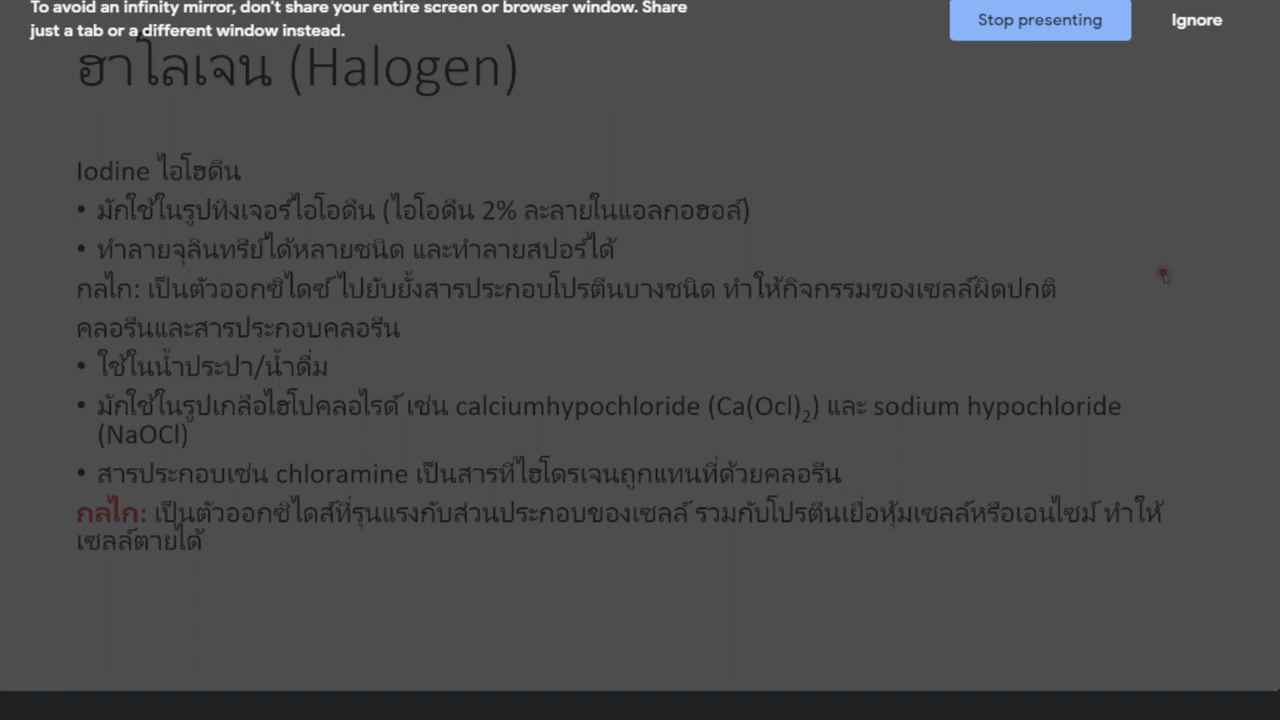 To avoid an infinity mirror, don't share your entire screen or browser window. Share
just a tab or a different window instead.
Stop presenting
Ignore
ฮาโลเจน (Halogen)
Iodine ไอโฮดีน
• มักใช้ในรูปทิงเจอร์ไอโอดีน (ไอโอดีน 2% ละลายในแอลกอฮอล์)
• ทำลายจุลินทรีย์ได้หลายชนิด และทำลายสปอร์ได้
กลไก: เป็นตัวออกซิไดซ์ ไปยับยั้งสารประกอบโปรตีนบางชนิด ทำให้กิจกรรมของเซลล์ผิดปกติ
คลอรีนและสารประกอบคลอรีน
• ใช้ในน้ำประปา/น้ำดื่ม
• มักใช้ในรูปเกลือไฮโปคลอไรด์ เช่น calciumhypochloride (Ca(Ocl)₂) และ sodium hypochloride
(NaOCl)
• สารประกอบเช่น chloramine เป็นสารที่ไฮโดรเจนถูกแทนที่ด้วยคลอรีน
กลไก: เป็นตัวออกซิไดส์ที่รุนแรงกับส่วนประกอบของเซลล์ รวมกับโปรตีนเยื่อหุ้มเซลล์หรือเอนไซม์ ทำให้
เซลล์ตายได้